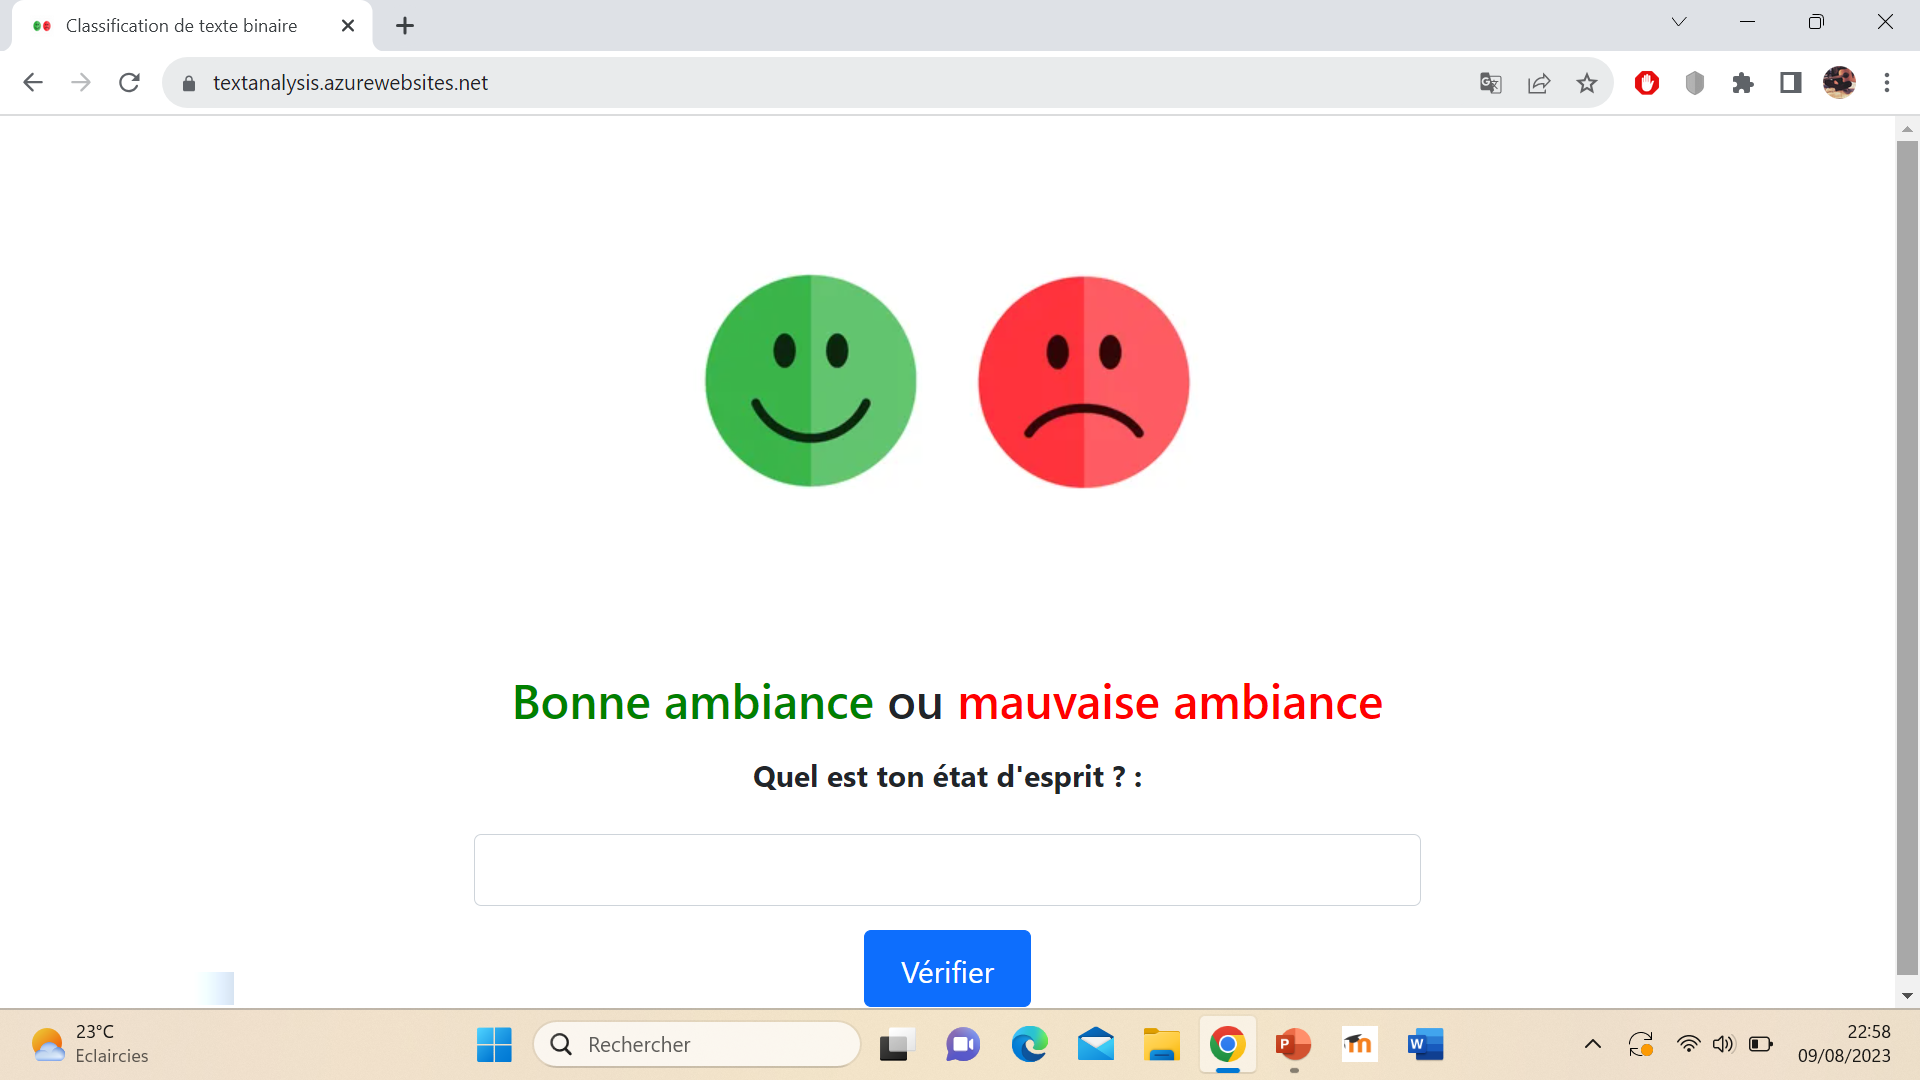 Classification de texte binaire
textanalysis.azurewebsites.net
Bonne ambiance ou mauvaise ambiance
Quel est ton état d'esprit ? :
Vérifier
23°C
Eclaircies
Rechercher
22:58
09/08/2023